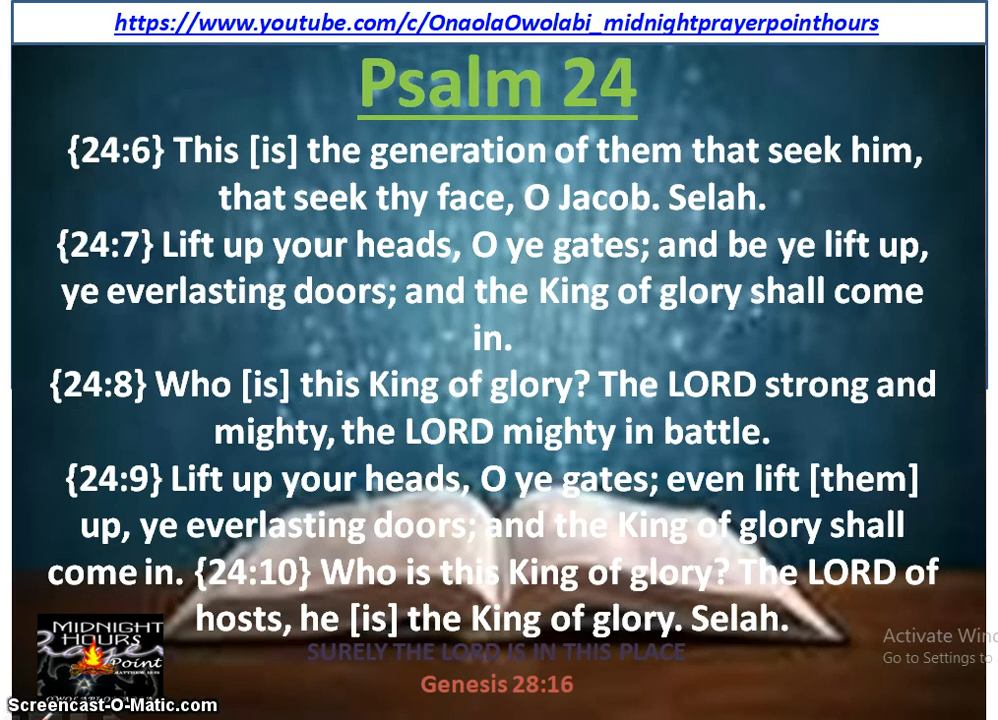 https://www.youtube.com/c/OnaolaOwolabi_midnightprayerpointhours
Psalm 24
{24:6} This [is] the generation of them that seek him,
that seek thy face, O Jacob. Selah.
{24:7} Lift up your heads, O ye gates; and be ye lift up,
ye everlasting doors; and the King of glory shall come
in.
{24:8} Who [is] this King of glory? The LORD strong and
mighty, the LORD mighty in battle.
{24:9} Lift up your heads, O ye gates; even lift [them]
up, ye everlasting doors; and the King of glory shall
come in. {24:10} Who is this King of glory? The LORD of
hosts, he [is] the King of glory. Selah.
SURELY THE LORD IS IN THIS PLACE
Genesis 28:16
MIDNIGHT
HOURS
Point
Activate Win
Go to Settings to
Screencast-O-Matic.com